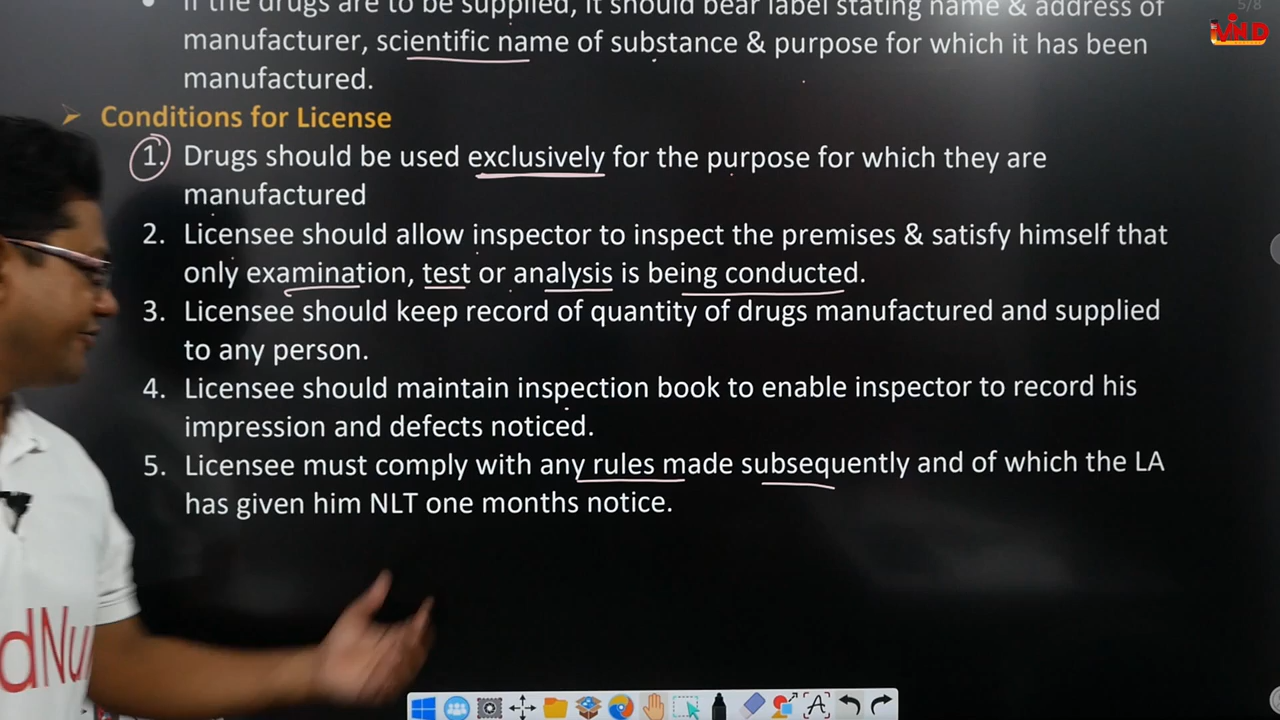 If the drugs are to be supplied, it should bear label stating name & address of
manufacturer, scientific name of substance & purpose for which it has been
manufactured.
Conditions for License
1. Drugs should be used exclusively for the purpose for which they are
manufactured
2. Licensee should allow inspector to inspect the premises & satisfy himself that
only examination, test or analysis is being conducted.
3. Licensee should keep record of quantity of drugs manufactured and supplied
to any person.
4. Licensee should maintain inspection book to enable inspector to record his
impression and defects noticed.
5. Licensee must comply with any rules made subsequently and of which the LA
has given him NLT one months notice.
5/8